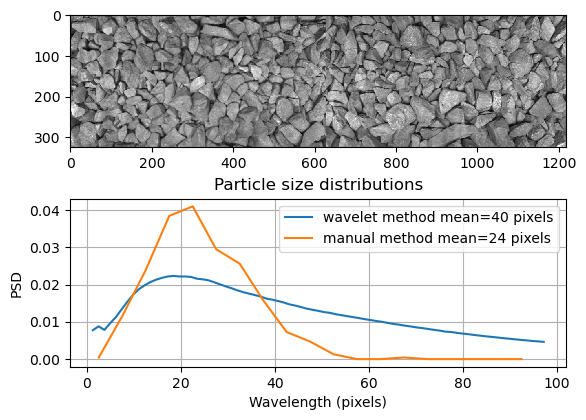 0
100
200
300
0 200 400 600 800 1000 1200
Particle size distributions
0.04
0.03
0.02
0.01
0.00
PSD
wavelet method mean=40 pixels
manual method mean=24 pixels
0 20 40 60 80 100
Wavelength (pixels)